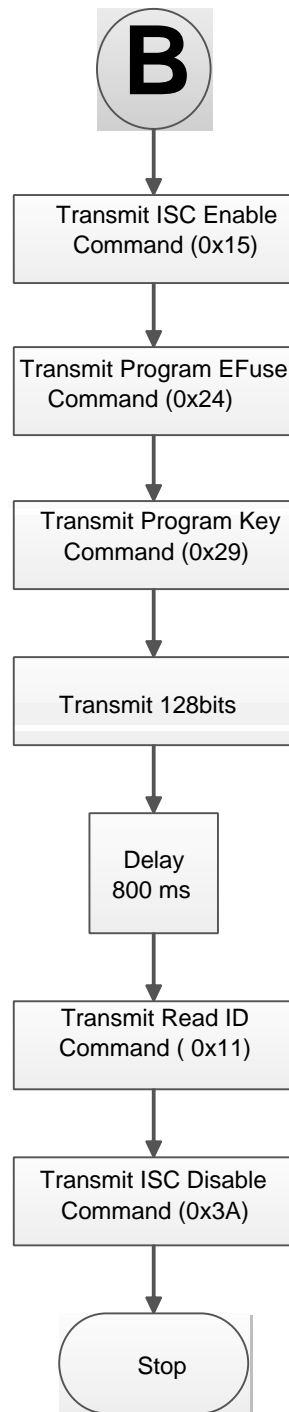 B
Transmit ISC Enable
Command (0x15)
Transmit Program EFuse
Command (0x24)
Transmit Program Key
Command (0x29)
Transmit 128bits
Delay
800 ms
Transmit Read ID
Command ( 0x11)
Transmit ISC Disable
Command (0x3A)
Stop